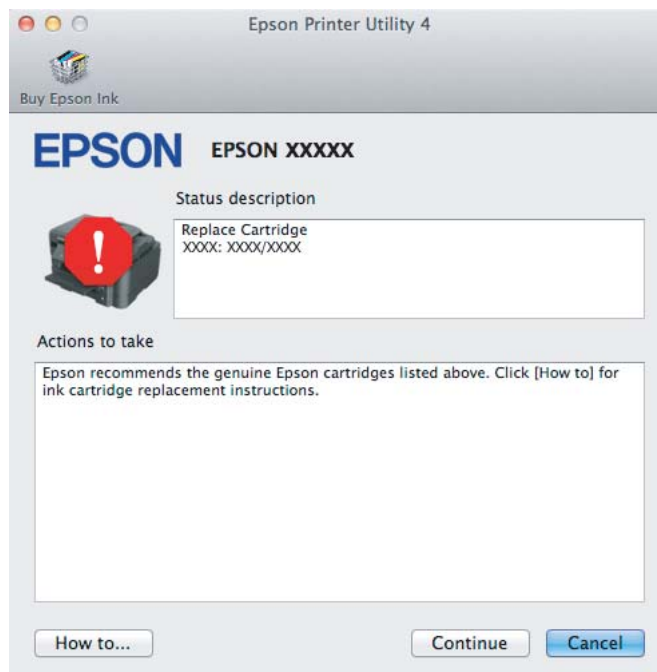 Epson Printer Utility 4
Buy Epson Ink
EPSON EPSON XXXXX
Status description
Replace Cartridge
XXXX: XXXX/XXXX
!
Actions to take
Epson recommends the genuine Epson cartridges listed above. Click [How to] for
ink cartridge replacement instructions.
How to... Continue Cancel